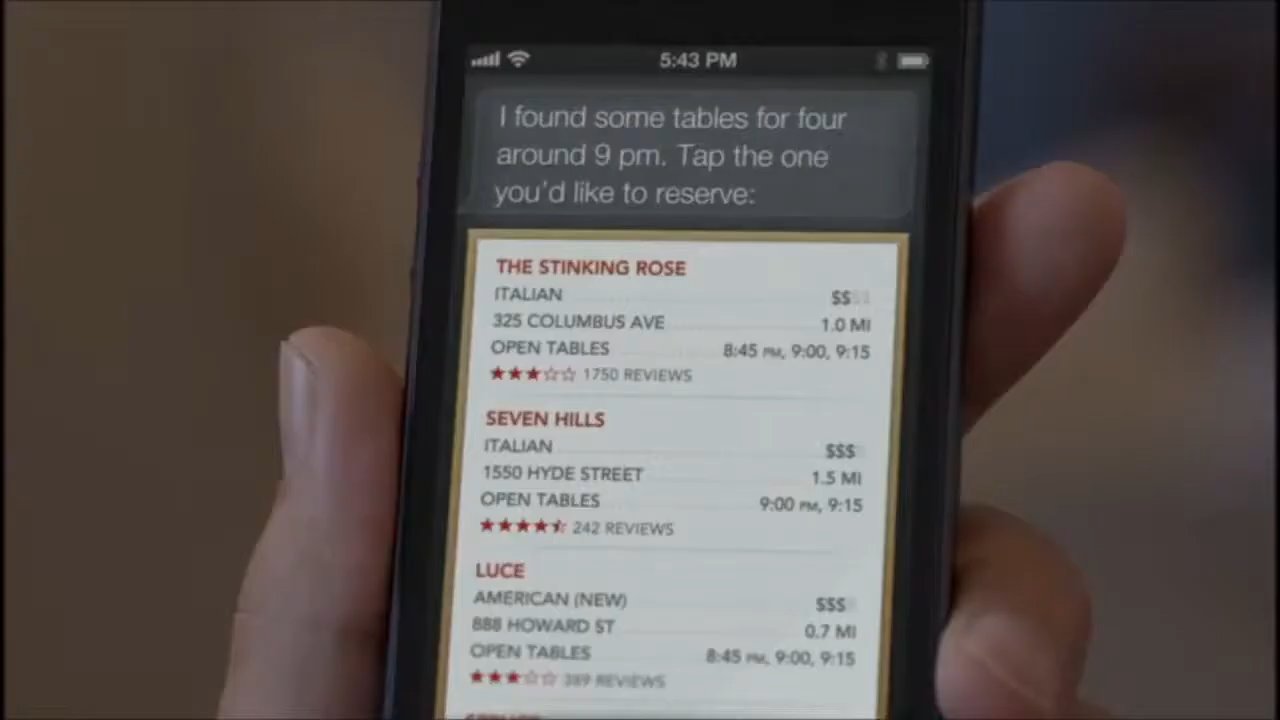 5:43 PM
I found some tables for four
around 9 pm. Tap the one
you'd like to reserve:
THE STINKING ROSE
ITALIAN $$$$
325 COLUMBUS AVE 1.0 MI
OPEN TABLES 8:45 PM, 9:00, 9:15
1750 REVIEWS
SEVEN HILLS
ITALIAN $$$
1550 HYDE STREET 1.5 MI
OPEN TABLES 9:00 PM, 9:15
242 REVIEWS
LUCE
AMERICAN (NEW) $$$
888 HOWARD ST 0.7 MI
OPEN TABLES 8:45 PM, 9:00, 9:15
389 REVIEWS